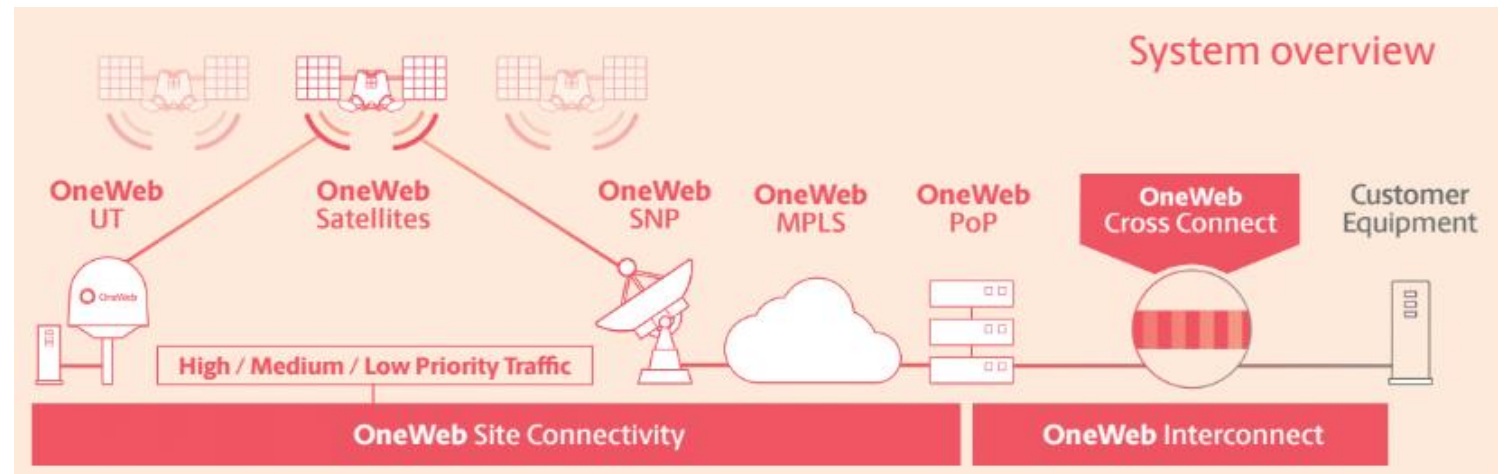 System overview
OneWeb
UT
OneWeb
Satellites
OneWeb
SNP
OneWeb
MPLS
OneWeb
PoP
OneWeb
Cross Connect
Customer
Equipment
OneWeb
High / Medium / Low Priority Traffic
OneWeb Site Connectivity
OneWeb Interconnect